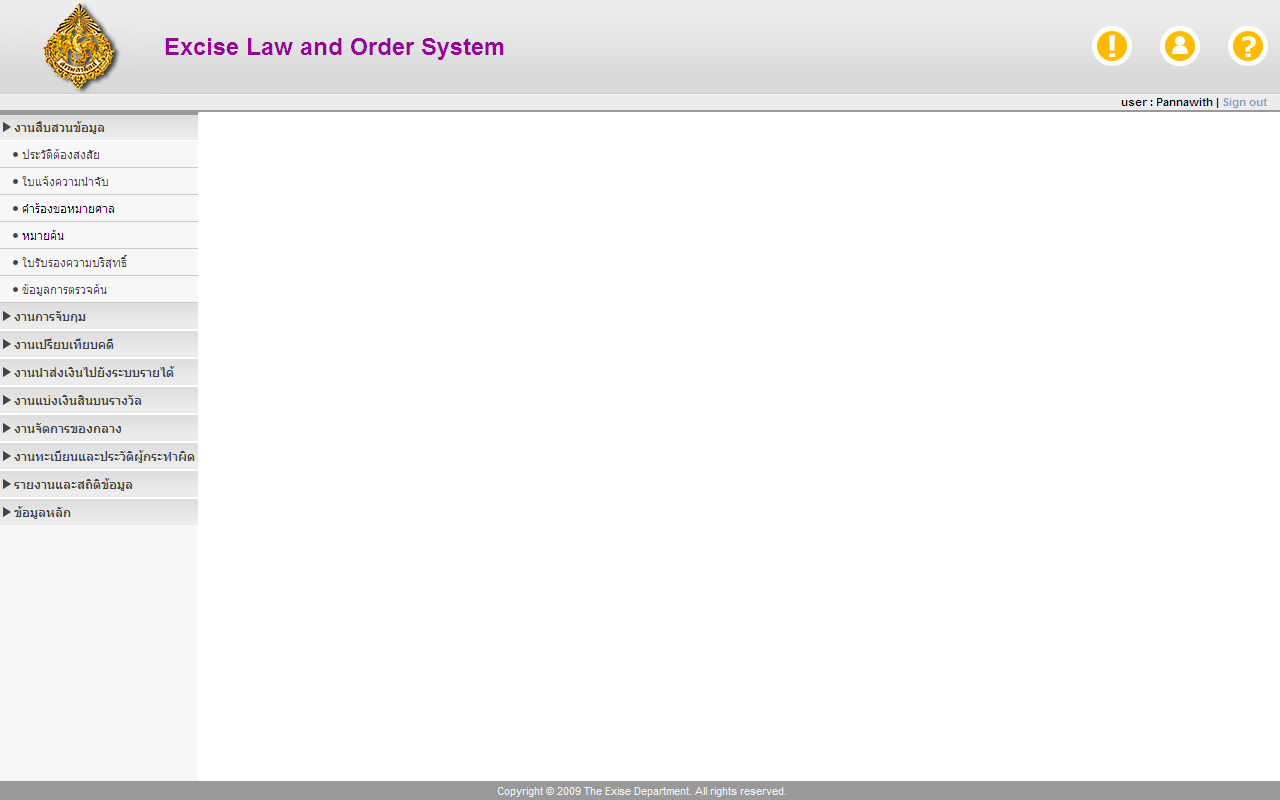 Excise Law and Order System
user : Pannawith | Sign out
งานสืบสวนข้อมูล
ประวัติต้องสงสัย
ใบแจ้งความนำจับ
คำร้องขอหมายศาล
หมายค้น
ใบรับรองความบริสุทธิ์
ข้อมูลการตรวจค้น
งานการจับกุม
งานเปรียบเทียบคดี
งานนำส่งเงินไปยังระบบรายได้
งานแบ่งเงินสินบนรางวัล
งานจัดการของกลาง
งานทะเบียนและประวัติผู้กระทำผิด
รายงานและสถิติข้อมูล
ข้อมูลหลัก
Copyright © 2009 The Exise Department. All rights reserved.